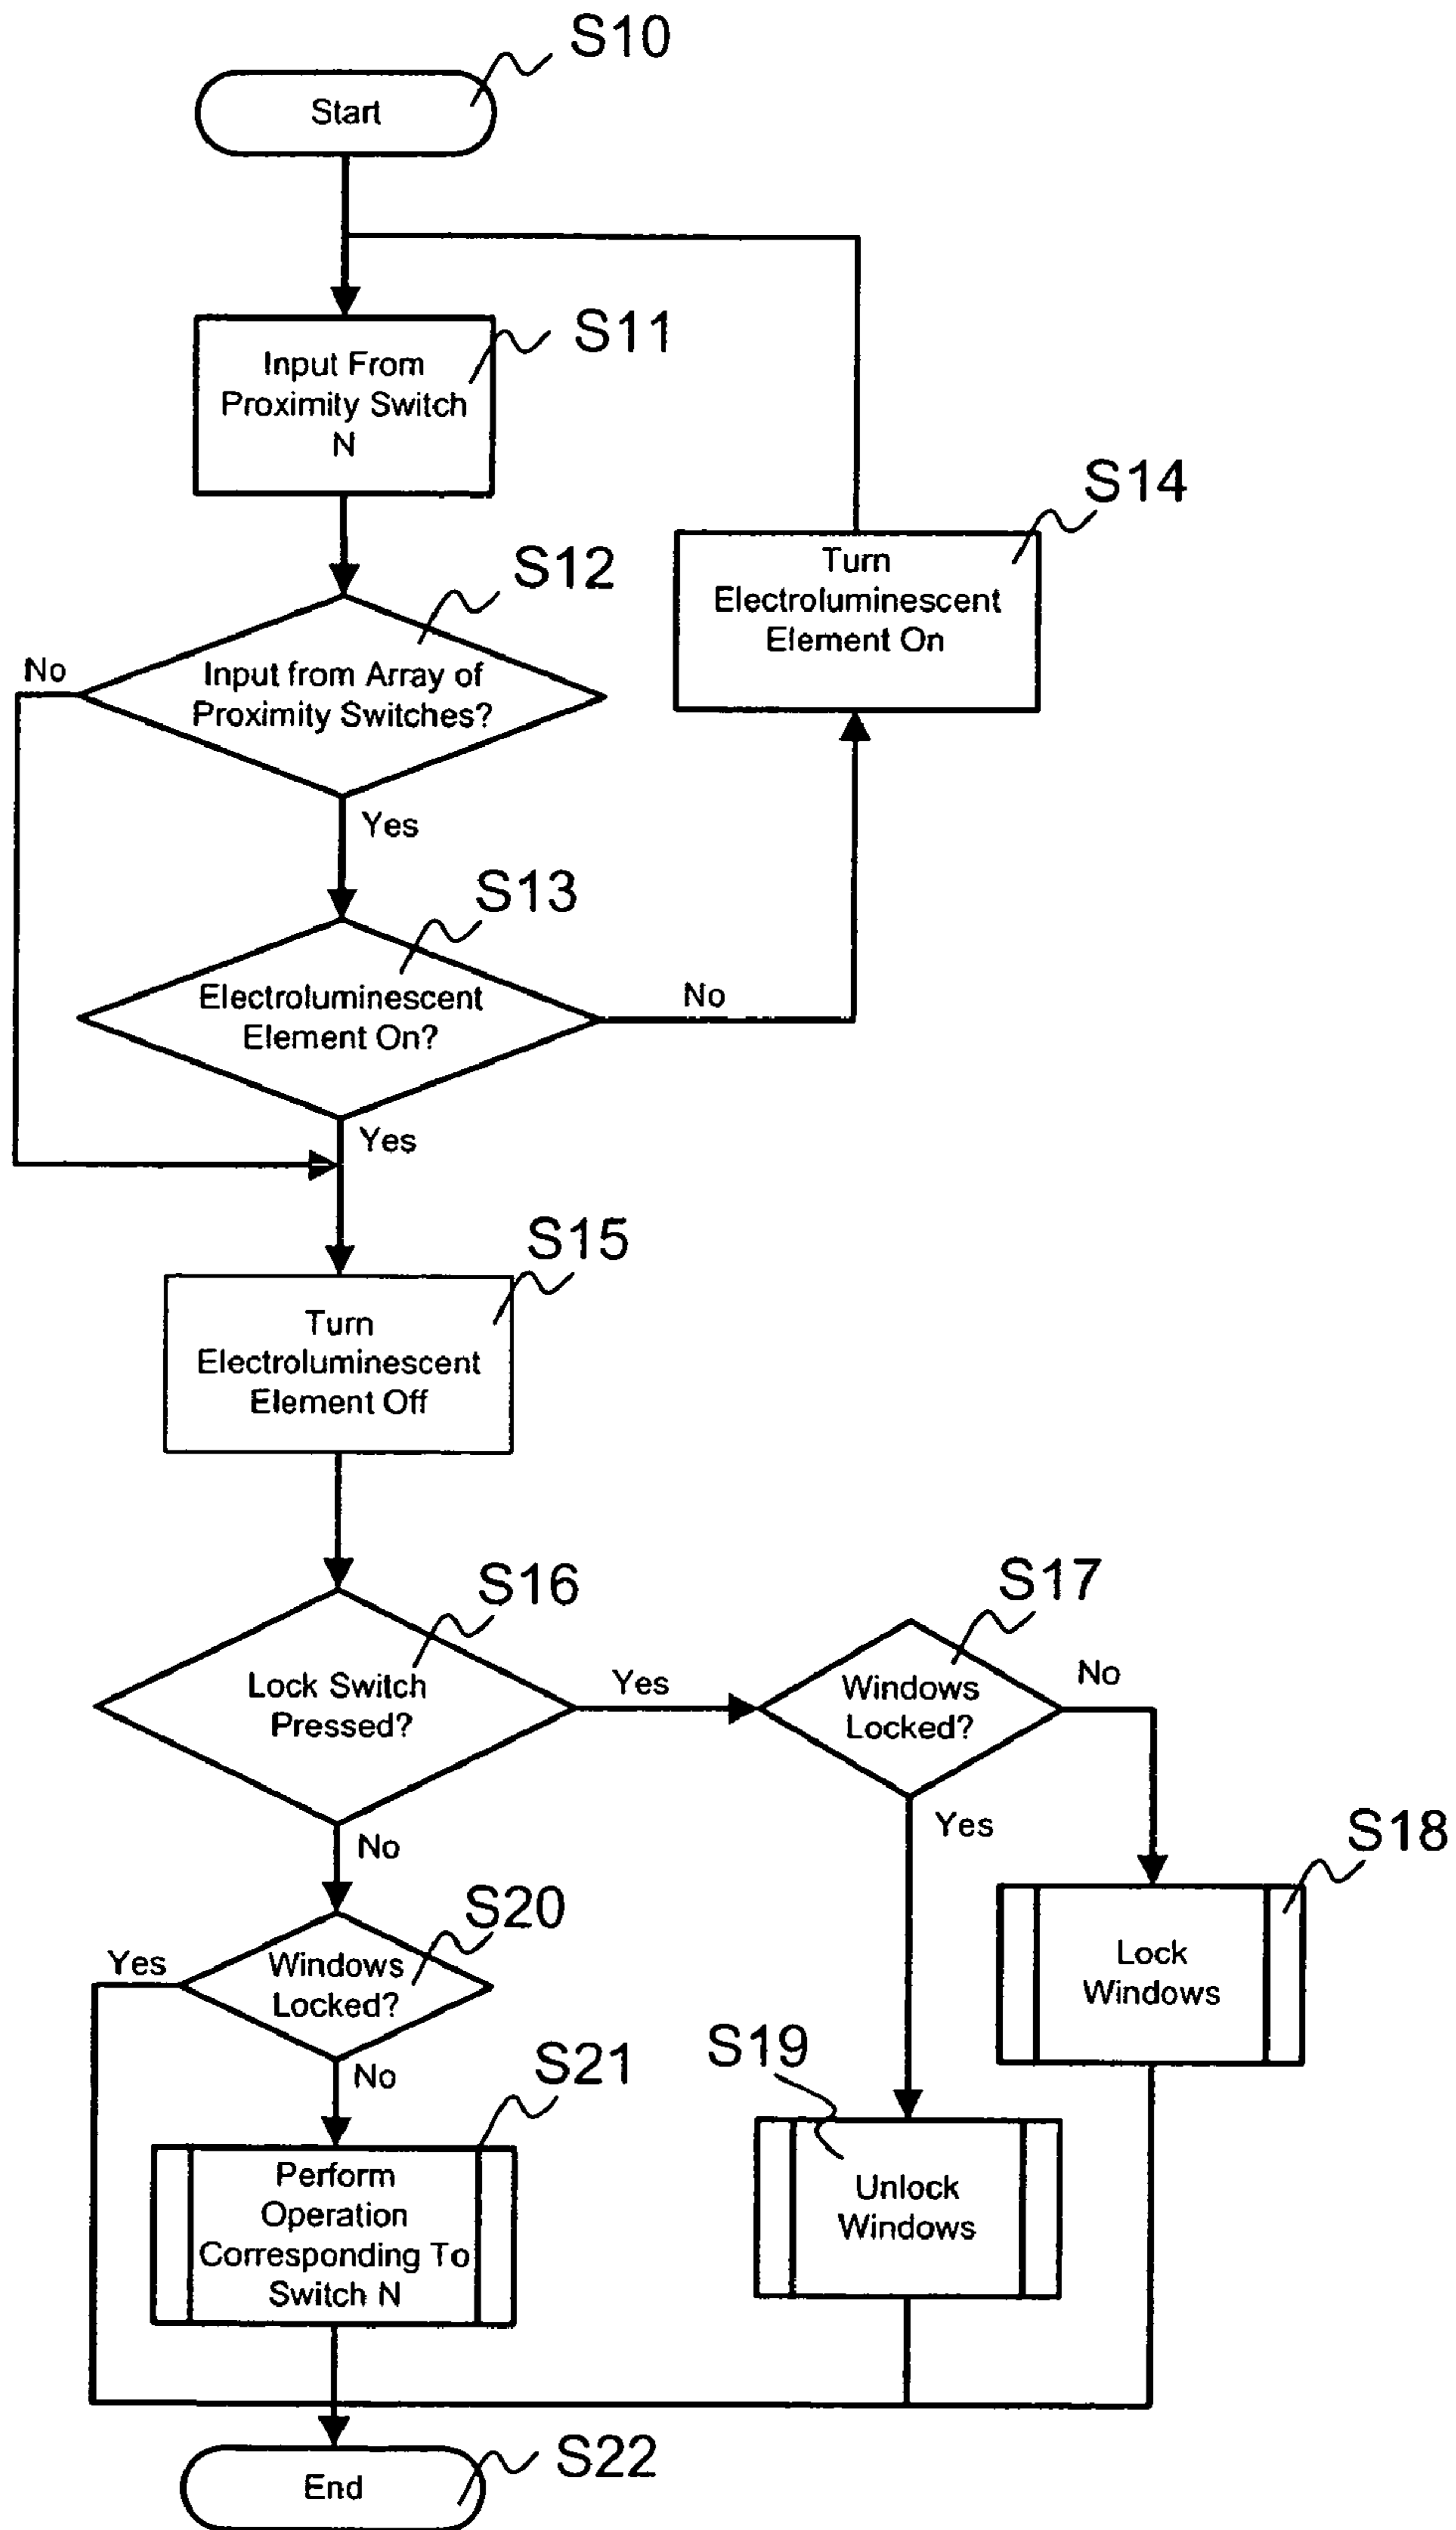 S10
Start
S11
Input From
Proximity Switch
N
S14
Turn
Electroluminescent
Element On
S12
No
Input from Array of
Proximity Switches?
Yes
S13
Electroluminescent
Element On?
No
Yes
S15
Turn
Electroluminescent
Element Off
S16
Lock Switch
Pressed?
Yes
S17
Windows
Locked?
No
Yes
No
S18
Lock
Windows
S20
Yes
Windows
Locked?
No
S19
Unlock
Windows
S21
Perform
Operation
Corresponding To
Switch N
End
S22